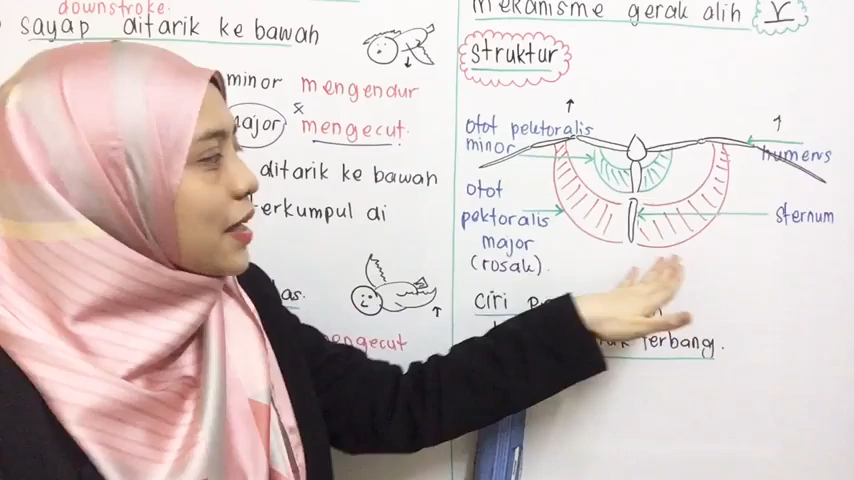 downstroke.
sayap ditarik ke bawah
minor mengendur
major &
mengecut.
ditarik ke bawah
terkumpul di
mengecut
mekanisme gerak alih Y
struktur
otot pektoralis
minor
humerus
otot
pektoralis
major
(rosak).
sternum
ciri
terbang.